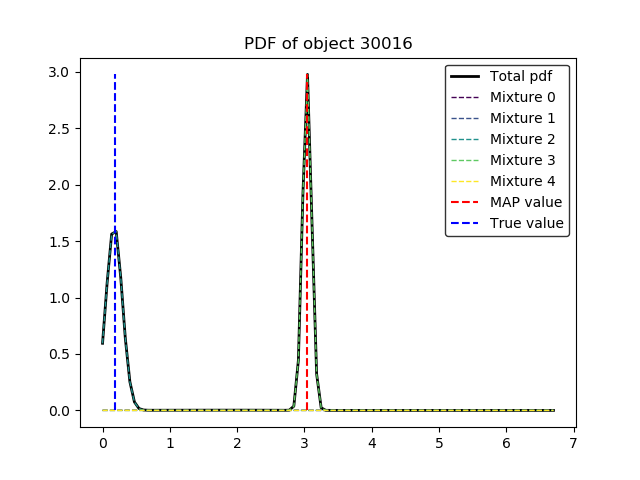 PDF of object 30016
3.0
2.5
2.0
1.5
1.0
0.5
0.0
0 1 2 3 4 5 6 7
Total pdf
Mixture 0
Mixture 1
Mixture 2
Mixture 3
Mixture 4
MAP value
True value